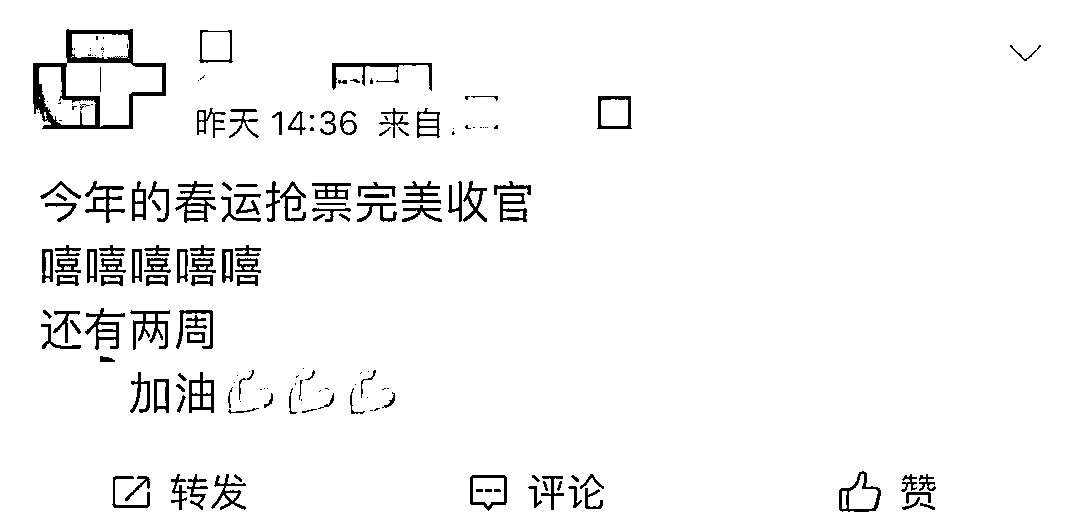 昨天 14:36 来自
今年的春运抢票完美收官
嘻嘻嘻嘻嘻
还有两周
加油💪💪💪
转发 评论 赞